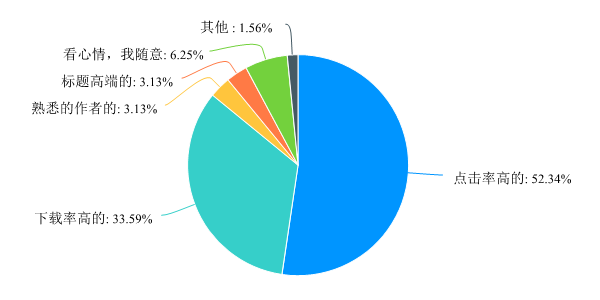 其他 : 1.56%
看心情，我随意: 6.25%
标题高端的: 3.13%
熟悉的作者的: 3.13%
点击率高的: 52.34%
下载率高的: 33.59%